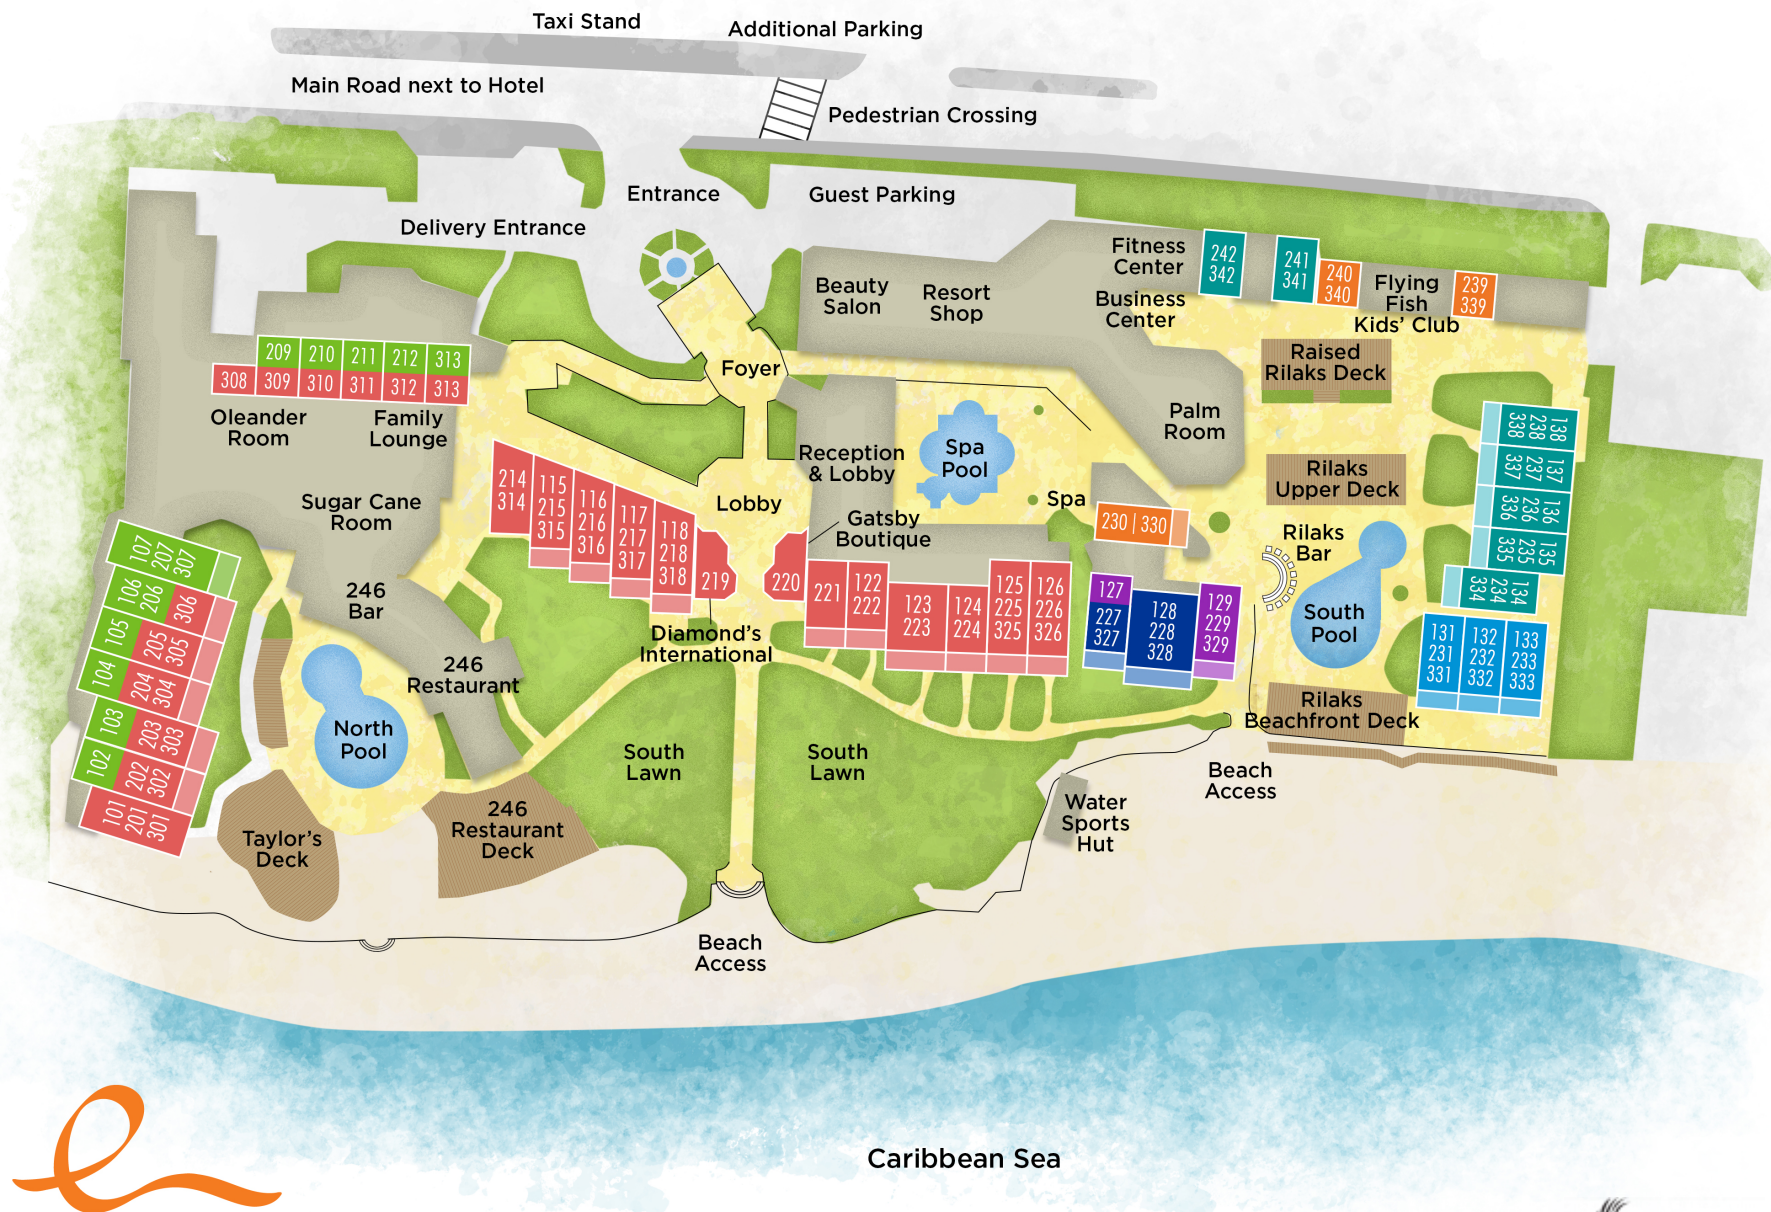 Taxi Stand
Additional Parking
Main Road next to Hotel
Pedestrian Crossing
Entrance
Guest Parking
Delivery Entrance
Fitness
Center
242
342
241
341
240
340
Flying
Fish
Kids' Club
239
339
Beauty
Salon
Resort
Shop
Business
Center
209
210
211
212
313
308
309
310
311
312
313
Foyer
Raised
Rilaks Deck
Oleander
Room
Family
Lounge
Palm
Room
Reception
& Lobby
Spa
Pool
138
238
338
137
237
337
136
236
336
135
235
335
134
234
334
Rilaks
Upper Deck
214
314
115
215
315
116
216
316
117
217
317
118
218
318
Lobby
Sugar Cane
Room
Spa
Gatsby
Boutique
230 | 330
Rilaks
Bar
107
207
307
106
206
306
105
205
305
104
204
304
103
203
303
102
202
302
101
201
301
246
Bar
219
220
221
122
222
123
223
124
224
125
225
325
126
226
326
127
227
327
128
228
328
129
229
329
South
Pool
131
231
331
132
232
332
133
233
333
Diamond's
International
246
Restaurant
Rilaks
Beachfront Deck
North
Pool
South
Lawn
South
Lawn
Beach
Access
246
Restaurant
Deck
Water
Sports
Hut
Taylor's
Deck
Beach
Access
Caribbean Sea